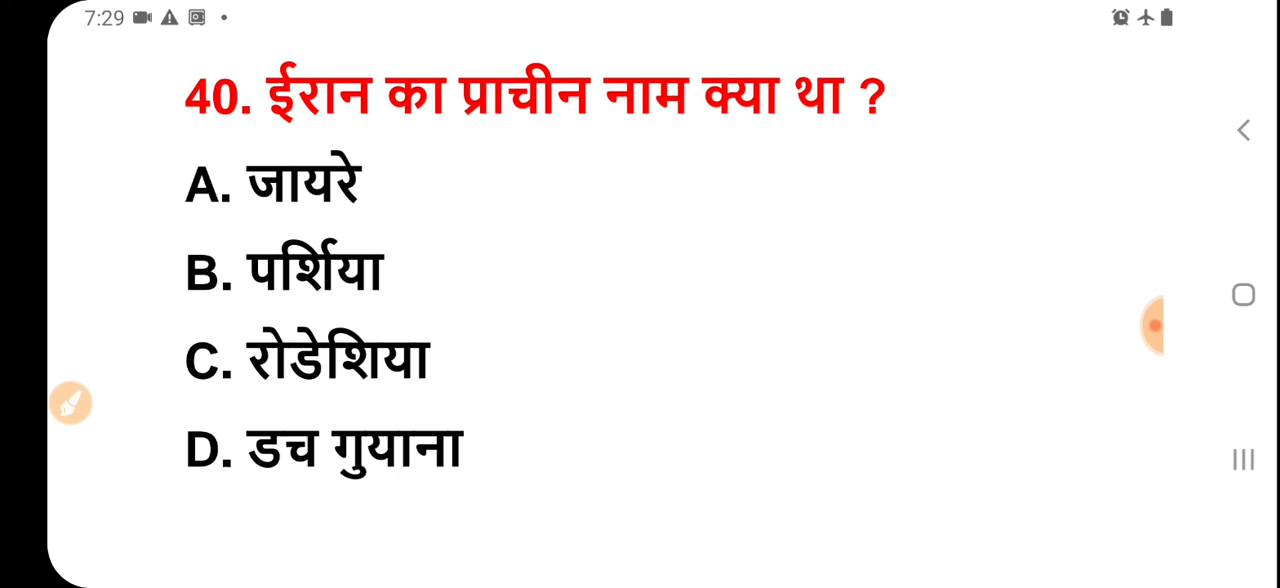 7:29
40. ईरान का प्राचीन नाम क्या था ?
A. जायरे
B. पर्शिया
C. रोडेशिया
D. डच गुयाना